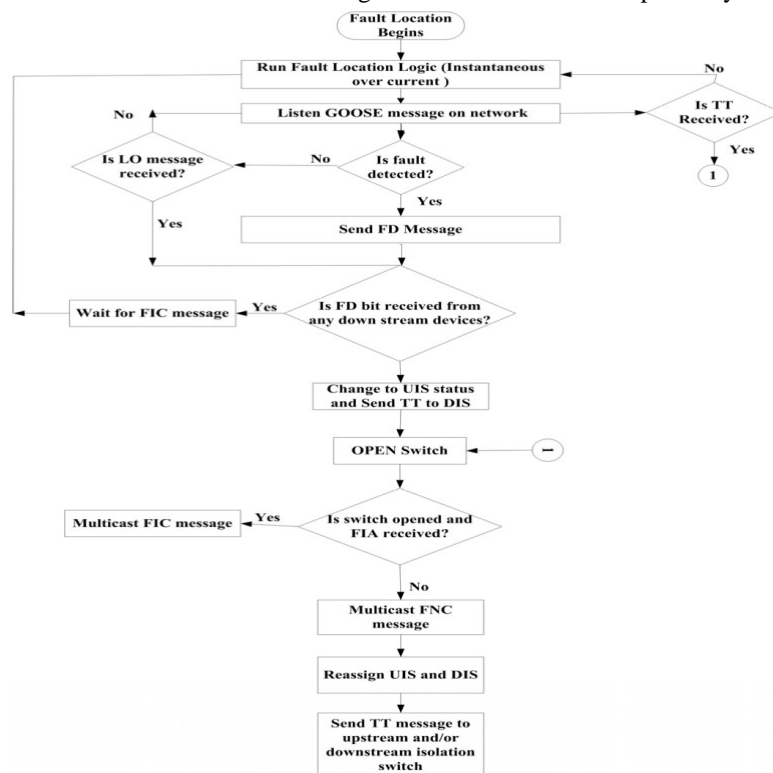 Fault Location
Begins
Run Fault Location Logic (Instantaneous
over current )
No
Listen GOOSE message on network
No
Is TT
Received?
Yes
1
Is LO message
received?
No
Is fault
detected?
Yes
Yes
Send FD Message
Is FD bit received from
any down stream devices?
Yes
Wait for FIC message
Change to UIS status
and Send TT to DIS
OPEN Switch
1
Is switch opened and
FIA received?
Yes
Multicast FIC message
No
Multicast FNC
message
Reassign UIS and DIS
Send TT message to
upstream and/or
downstream isolation
switch